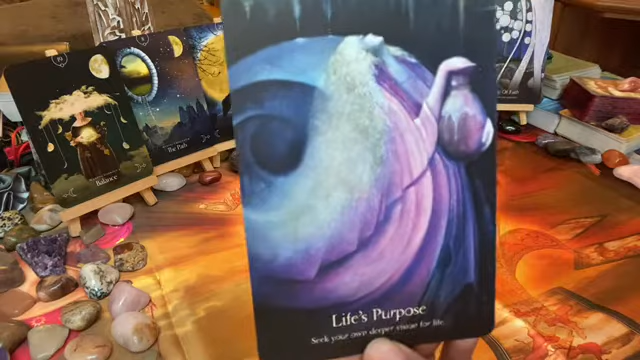 Balance
The Path
Life's Purpose
Seek your own deeper vision for life.